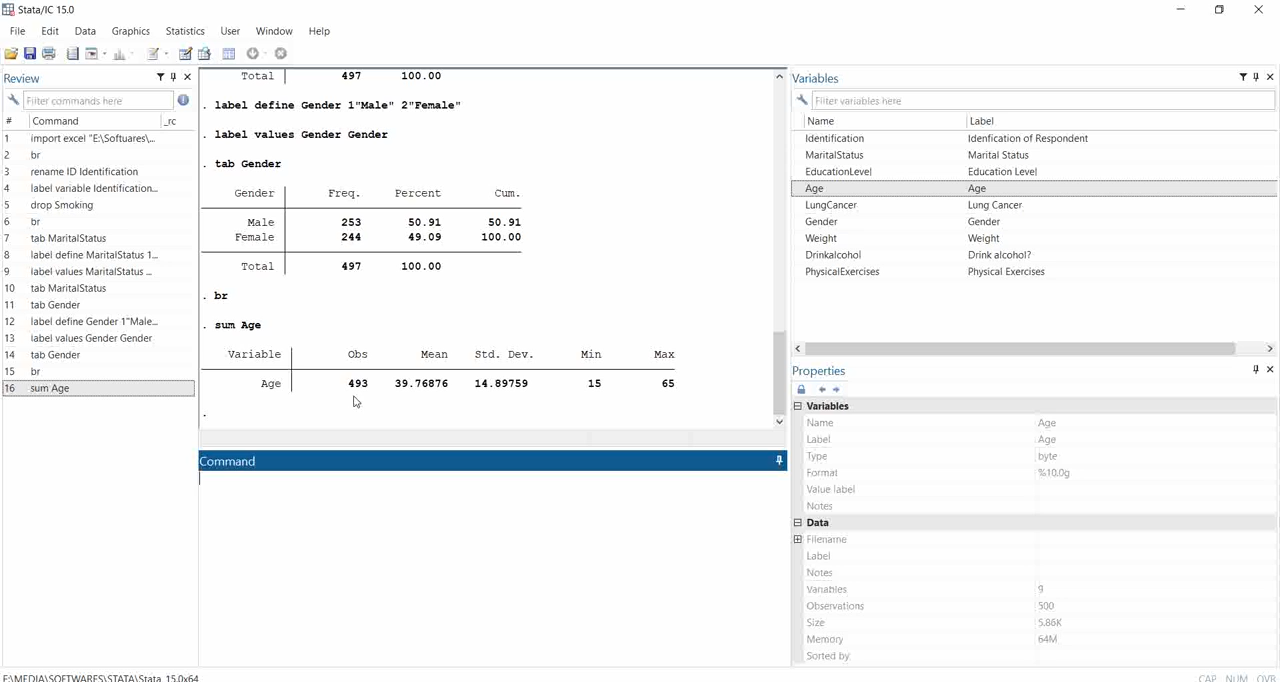 Stata/IC 15.0
File Edit Data Graphics Statistics User Window Help
Review
Filter commands here
# Command _rc
1 import excel "E:\Softuares\...
2 br
3 rename ID Identification
4 label variable Identification...
5 drop Smoking
6 br
7 tab MaritalStatus
8 label define MaritalStatus 1...
9 label values MaritalStatus ...
10 tab MaritalStatus
11 tab Gender
12 label define Gender 1"Male...
13 label values Gender Gender
14 tab Gender
15 br
16 sum Age
Total 497 100.00
. label define Gender 1"Male" 2"Female"
. label values Gender Gender
. tab Gender
Gender Freq. Percent Cum.
Male 253 50.91 50.91
Female 244 49.09 100.00
Total 497 100.00
. br
. sum Age
Variable Obs Mean Std. Dev. Min Max
Age 493 39.76876 14.89759 15 65
.
Command
Variables
Filter variables here
Name Label
Identification Idenfication of Respondent
MaritalStatus Marital Status
EducationLevel Education Level
Age Age
LungCancer Lung Cancer
Gender Gender
Weight Weight
Drinkalcohol Drink alcohol?
PhysicalExercises Physical Exercises
Properties
Variables
Name Age
Label Age
Type byte
Format %10.0g
Value label
Notes
Data
Filename
Label
Notes
Variables 9
Observations 500
Size 5.86K
Memory 64M
Sorted by
E:\MEDIA\SOFTWARES\STATA\Stata_15.0x64
CAP NUM OVR